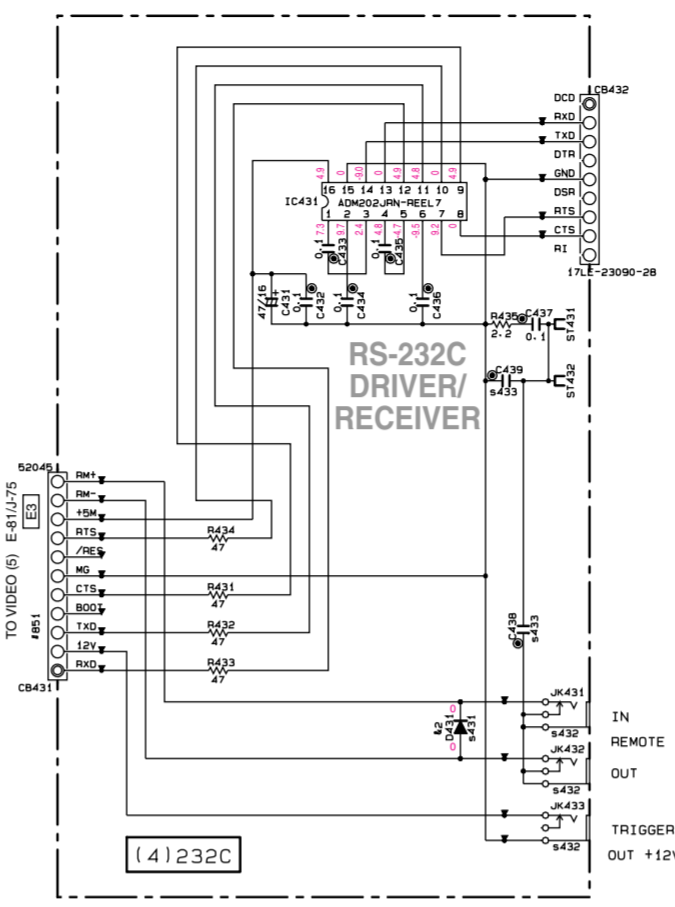 CB432
DCD
RXD
TXD
DTR
GND
DSR
RTS
CTS
RI
17LE-23090-28
4.9
0
-9.0
0
4.9
4.8
0
4.9
16 15 14 13 12 11 10 9
IC431
ADM202JRN-REEL7
1 2 3 4 5 6 7 8
7.3
9.7
2.4
4.8
-4.7
-9.5
9.2
0
0.1
C433
0.1
C435
47/16
C431
0.1
C432
0.1
C434
0.1
C436
R435
2.2
C437
0.1
ST431
C439
s433
ST432
RS-232C
DRIVER/
RECEIVER
52045
TO VIDEO (5) E-81/J-75
E3
#851
RM+
RM-
+5M
RTS
/RES
MG
CTS
BOOT
TXD
12V
RXD
CB431
R434
47
R431
47
R432
47
R433
47
C438
s433
&2
D431
s431
0
0
JK431
s432
IN
REMOTE
JK432
s432
OUT
JK433
s432
TRIGGER
OUT +12V
(4)232C